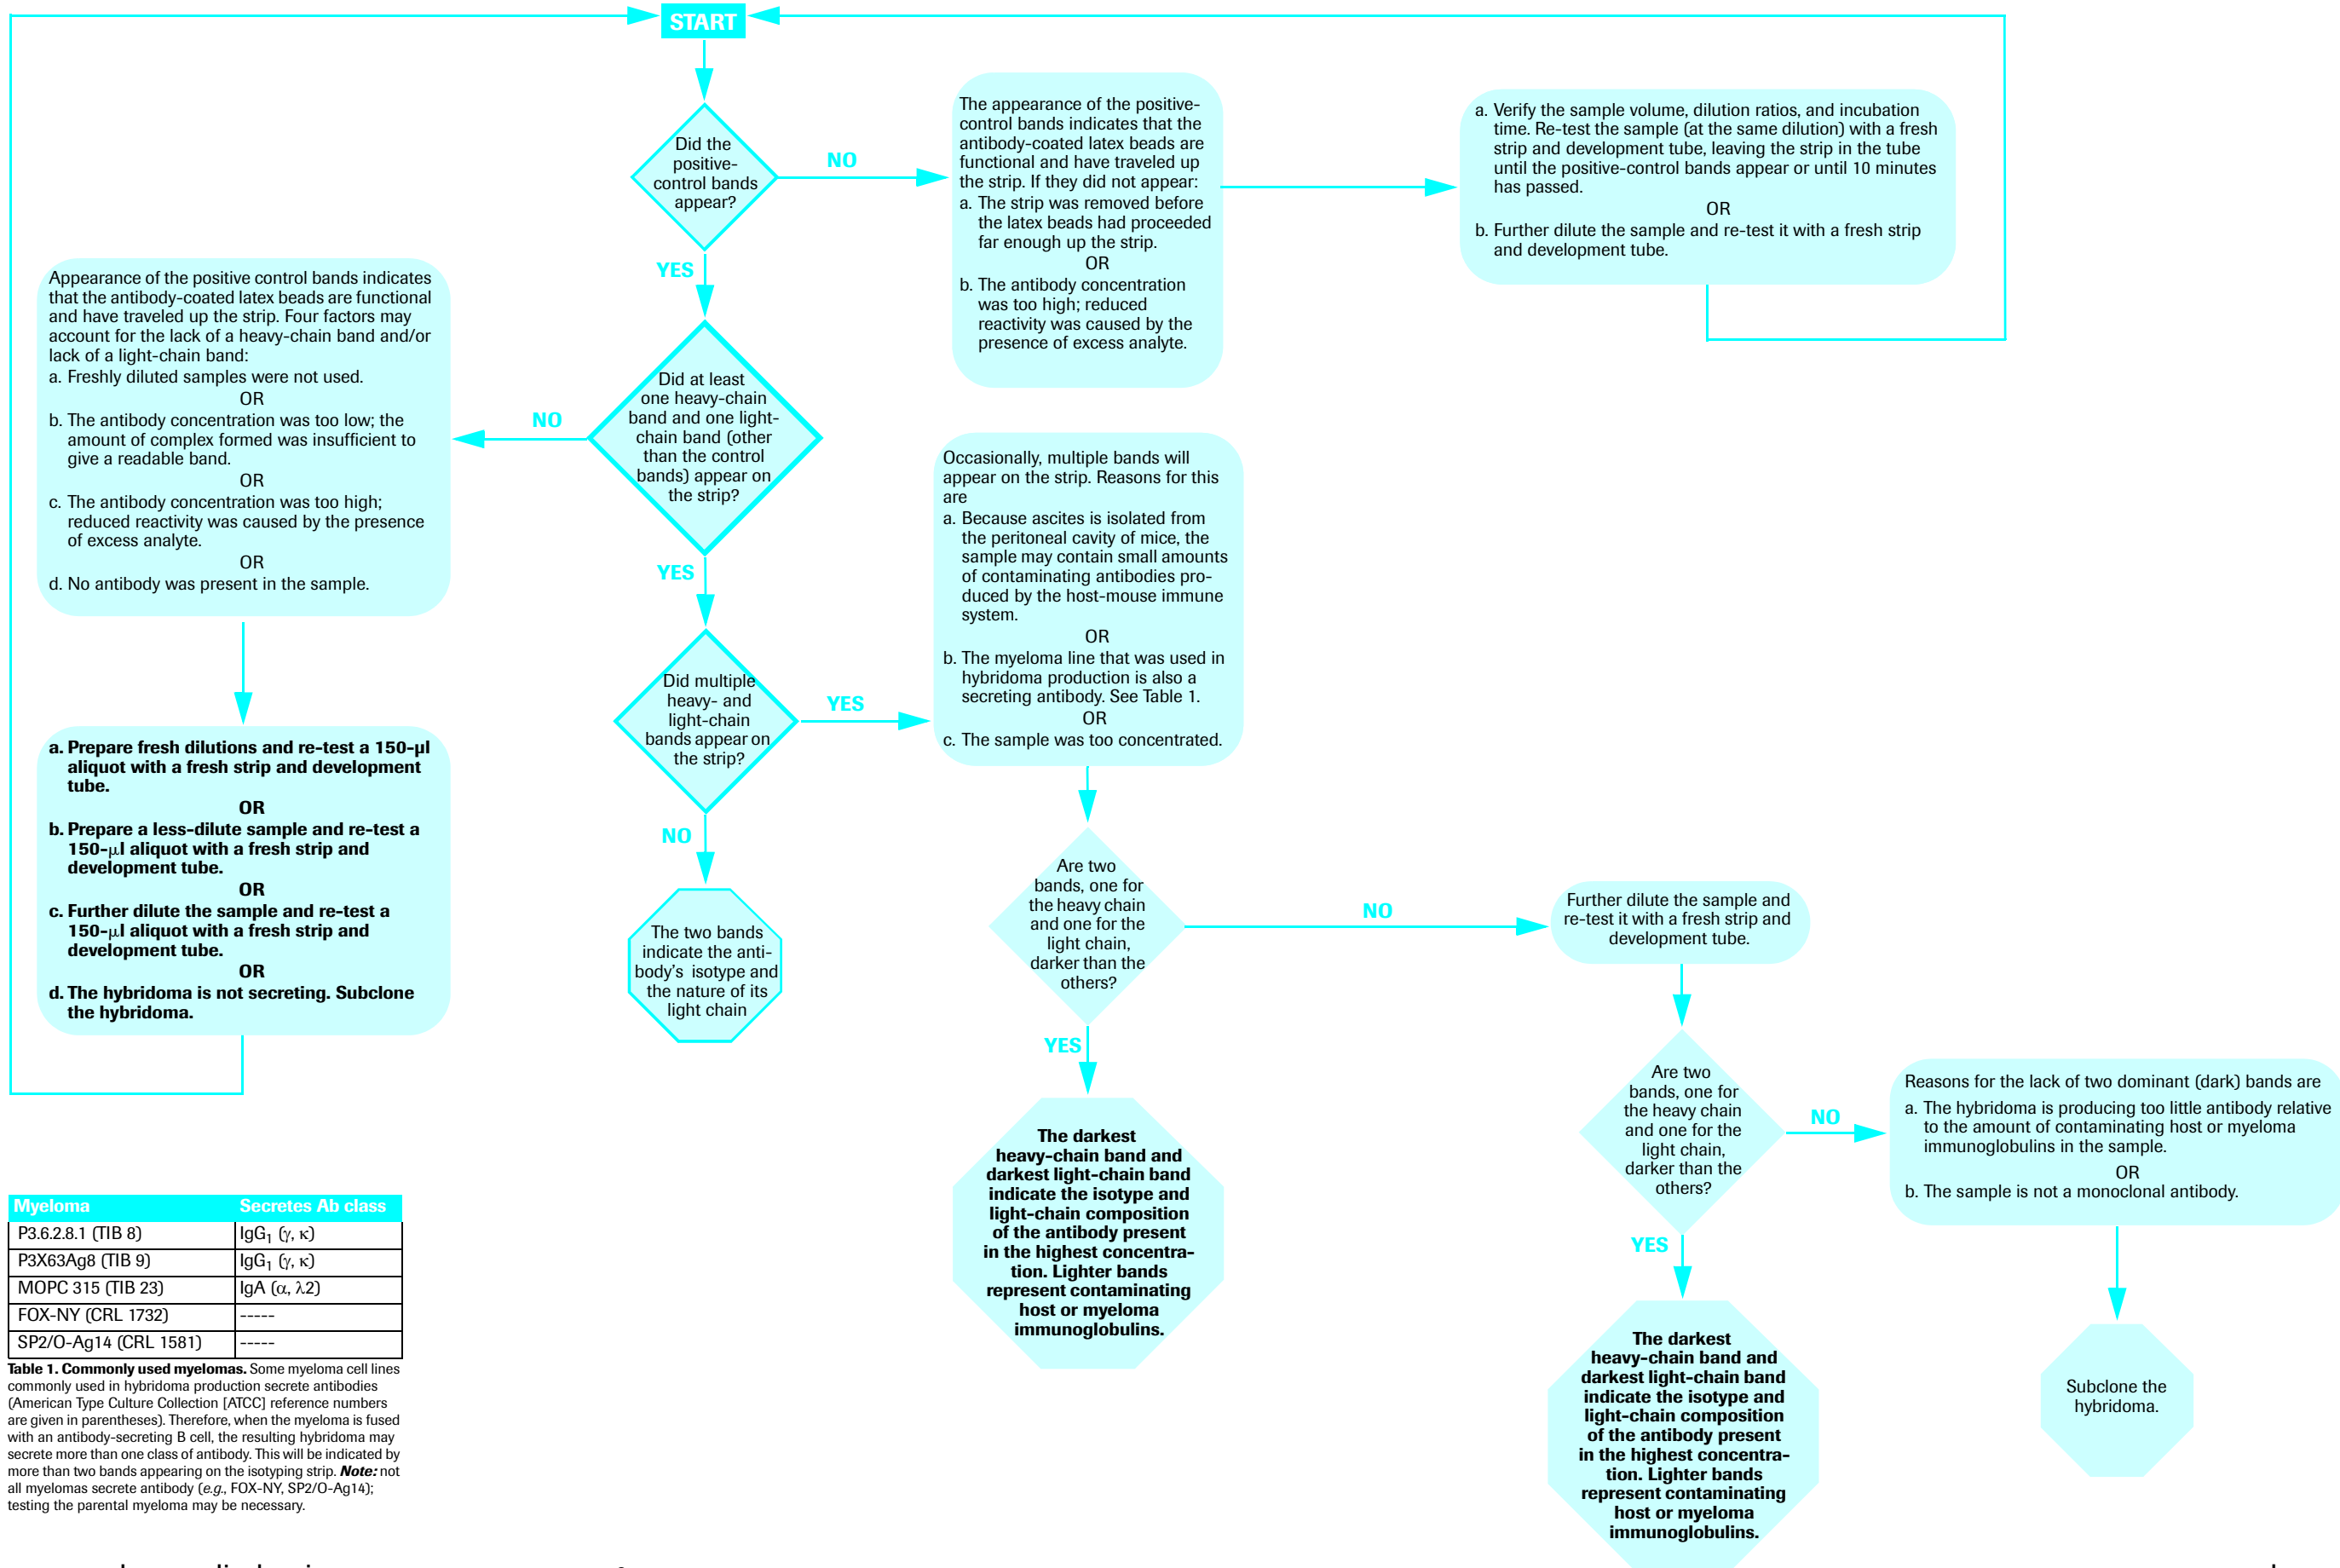 START
Did the
positive-
control bands
appear?
NO
The appearance of the positive-
control bands indicates that the
antibody-coated latex beads are
functional and have traveled up
the strip. If they did not appear:
a. The strip was removed before
the latex beads had proceeded
far enough up the strip.
OR
b. The antibody concentration
was too high; reduced
reactivity was caused by the
presence of excess analyte.
a. Verify the sample volume, dilution ratios, and incubation
time. Re-test the sample (at the same dilution) with a fresh
strip and development tube, leaving the strip in the tube
until the positive-control bands appear or until 10 minutes
has passed.
OR
b. Further dilute the sample and re-test it with a fresh strip
and development tube.
YES
Did at least
one heavy-chain
band and one light-
chain band (other
than the control
bands) appear on
the strip?
NO
Appearance of the positive control bands indicates
that the antibody-coated latex beads are functional
and have traveled up the strip. Four factors may
account for the lack of a heavy-chain band and/or
lack of a light-chain band:
a. Freshly diluted samples were not used.
OR
b. The antibody concentration was too low; the
amount of complex formed was insufficient to
give a readable band.
OR
c. The antibody concentration was too high;
reduced reactivity was caused by the presence
of excess analyte.
OR
d. No antibody was present in the sample.
a. Prepare fresh dilutions and re-test a 150-µl
aliquot with a fresh strip and development
tube.
OR
b. Prepare a less-dilute sample and re-test a
150-µl aliquot with a fresh strip and
development tube.
OR
c. Further dilute the sample and re-test a
150-µl aliquot with a fresh strip and
development tube.
OR
d. The hybridoma is not secreting. Subclone
the hybridoma.
YES
Did multiple
heavy- and
light-chain
bands appear on
the strip?
YES
Occasionally, multiple bands will
appear on the strip. Reasons for this
are
a. Because ascites is isolated from
the peritoneal cavity of mice, the
sample may contain small amounts
of contaminating antibodies pro-
duced by the host-mouse immune
system.
OR
b. The myeloma line that was used in
hybridoma production is also a
secreting antibody. See Table 1.
OR
c. The sample was too concentrated.
NO
The two bands
indicate the anti-
body's isotype and
the nature of its
light chain
Are two
bands, one for
the heavy chain
and one for the
light chain,
darker than the
others?
NO
Further dilute the sample and
re-test it with a fresh strip and
development tube.
YES
The darkest
heavy-chain band and
darkest light-chain band
indicate the isotype and
light-chain composition
of the antibody present
in the highest concentra-
tion. Lighter bands
represent contaminating
host or myeloma
immunoglobulins.
Are two
bands, one for
the heavy chain
and one for the
light chain,
darker than the
others?
NO
Reasons for the lack of two dominant (dark) bands are
a. The hybridoma is producing too little antibody relative
to the amount of contaminating host or myeloma
immunoglobulins in the sample.
OR
b. The sample is not a monoclonal antibody.
YES
The darkest
heavy-chain band and
darkest light-chain band
indicate the isotype and
light-chain composition
of the antibody present
in the highest concentra-
tion. Lighter bands
represent contaminating
host or myeloma
immunoglobulins.
Subclone the
hybridoma.
Myeloma Secretes Ab class
P3.6.2.8.1 (TIB 8) IgG1 (γ, κ)
P3X63Ag8 (TIB 9) IgG1 (γ, κ)
MOPC 315 (TIB 23) IgA (α, λ2)
FOX-NY (CRL 1732) -----
SP2/O-Ag14 (CRL 1581) -----
Table 1. Commonly used myelomas. Some myeloma cell lines
commonly used in hybridoma production secrete antibodies
(American Type Culture Collection [ATCC] reference numbers
are given in parentheses). Therefore, when the myeloma is fused
with an antibody-secreting B cell, the resulting hybridoma may
secrete more than one class of antibody. This will be indicated by
more than two bands appearing on the isotyping strip. Note: not
all myelomas secrete antibody (e.g., FOX-NY, SP2/O-Ag14);
testing the parental myeloma may be necessary.